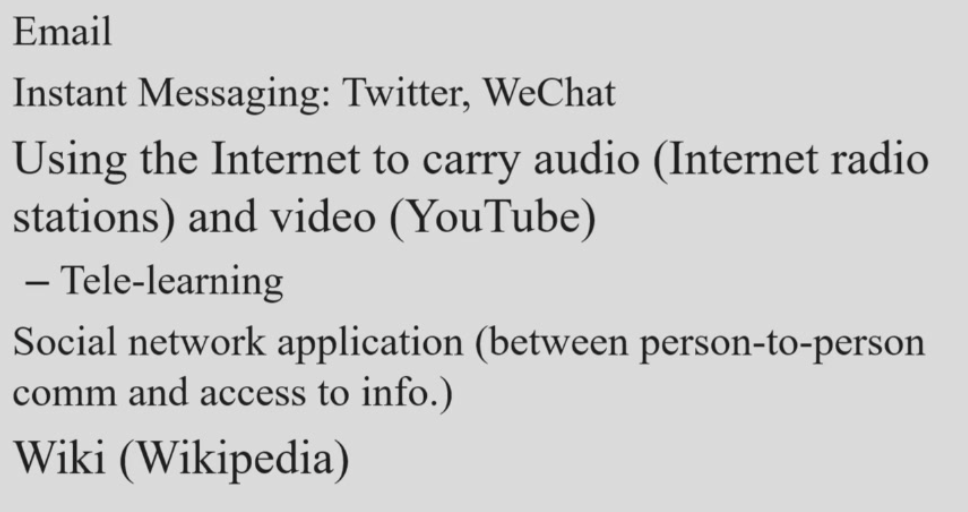 Email
Instant Messaging: Twitter, WeChat
Using the Internet to carry audio (Internet radio
stations) and video (YouTube)
– Tele-learning
Social network application (between person-to-person
comm and access to info.)
Wiki (Wikipedia)